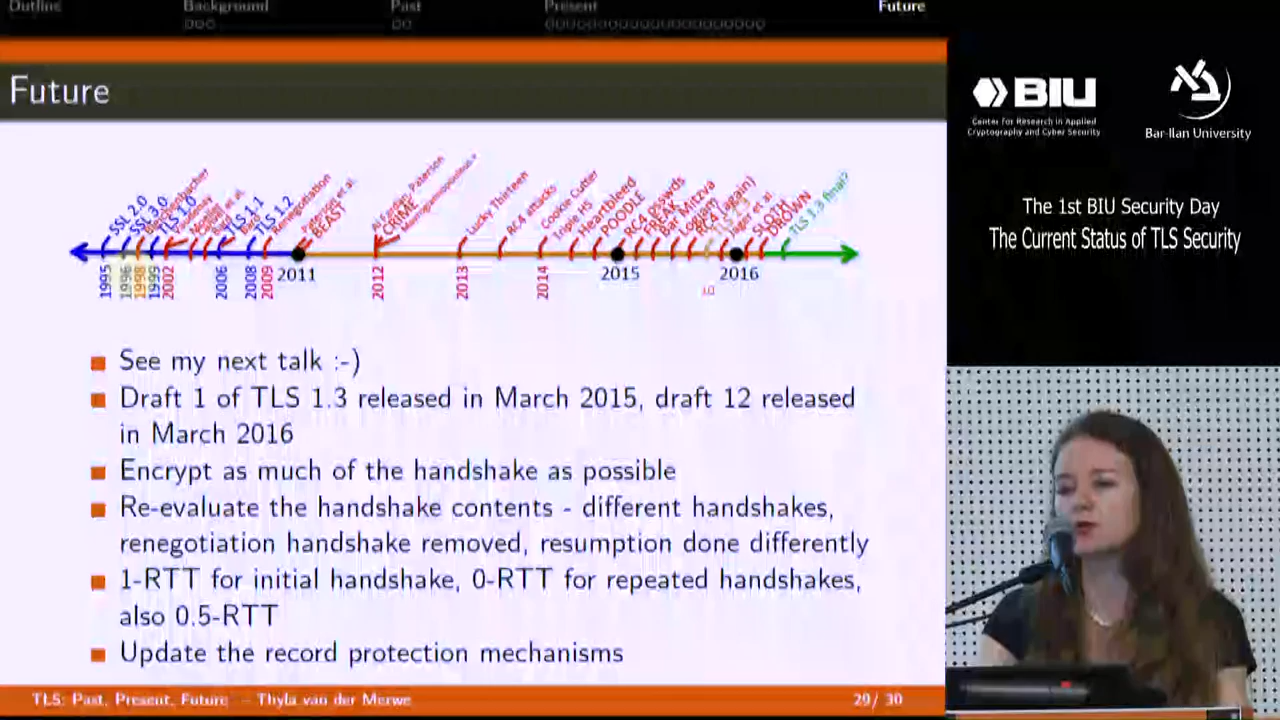 Outline Background Past Present Future
Future
SSL 2.0
SSL 3.0
Bleichenbacher
TLS 1.0
TLS 1.1
TLS 1.2
Renegotiation
BEAST
CRIME
Lucky Thirteen
RC4 attacks
Cookie Cutter
Triple HS
Heartbleed
POODLE
FREAK
SLOTH
DROWN
TLS 1.3 final?
1995 1996 1998 1999 2002 2006 2008 2009 2011 2012 2013 2014 2015 2016
See my next talk :-)
Draft 1 of TLS 1.3 released in March 2015, draft 12 released
in March 2016
Encrypt as much of the handshake as possible
Re-evaluate the handshake contents - different handshakes,
renegotiation handshake removed, resumption done differently
1-RTT for initial handshake, 0-RTT for repeated handshakes,
also 0.5-RTT
Update the record protection mechanisms
TLS: Past, Present, Future – Thyla van der Merwe 29/ 30
BIU
Center for Research in Applied
Cryptography and Cyber Security
Bar-Ilan University
The 1st BIU Security Day
The Current Status of TLS Security